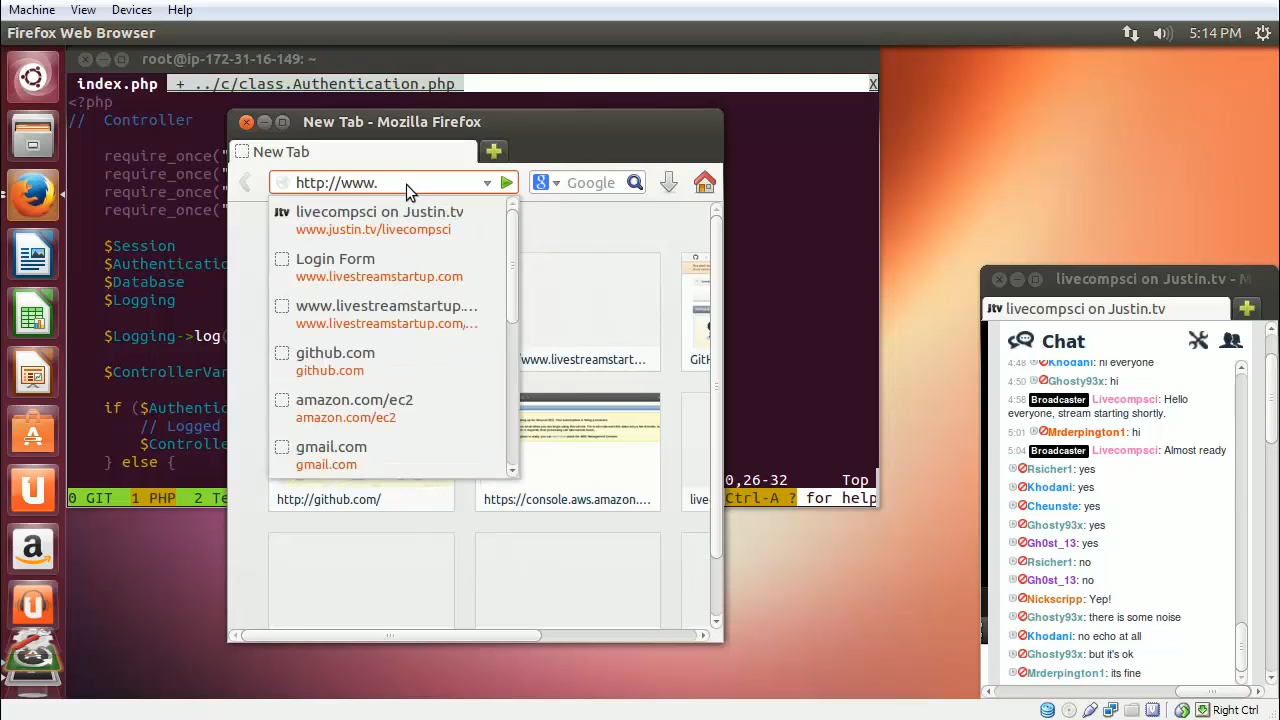 Machine View Devices Help
Firefox Web Browser
5:14 PM
root@ip-172-31-16-149: ~
index.php + ../c/class.Authentication.php X
<?php
// Controller
require_once("
require_once("
require_once("
require_once("
$Session
$Authenticatio
$Database
$Logging
$Logging->log(
$ControllerVar
if ($Authentic
// Logged
$Control
} else {
0,26-32 Top
0 GIT 1 PHP 2 Te
Ctrl-A ? for help
New Tab - Mozilla Firefox
New Tab
http://www.
Google
livecompsci on Justin.tv
www.justin.tv/livecompsci
Login Form
www.livestreamstartup.com
www.livestreamstartup....
www.livestreamstartup.com/...
github.com
github.com
amazon.com/ec2
amazon.com/ec2
gmail.com
gmail.com
/www.livestreamstart...
GitH
http://github.com/
https://console.aws.amazon....
live
livecompsci on Justin.tv - M
livecompsci on Justin.tv
Chat
4:48 Khodani: hi everyone
4:50 Ghosty93x: hi
4:58 Broadcaster Livecompsci: Hello
everyone, stream starting shortly.
5:01 Mrderpington1: hi
5:04 Broadcaster Livecompsci: Almost ready
Rsicher1: yes
Khodani: yes
Cheunste: yes
Ghosty93x: yes
Gh0st_13: yes
Rsicher1: no
Gh0st_13: no
Nickscripp: Yep!
Ghosty93x: there is some noise
Khodani: no echo at all
Ghosty93x: but it's ok
Mrderpington1: its fine
Right Ctrl